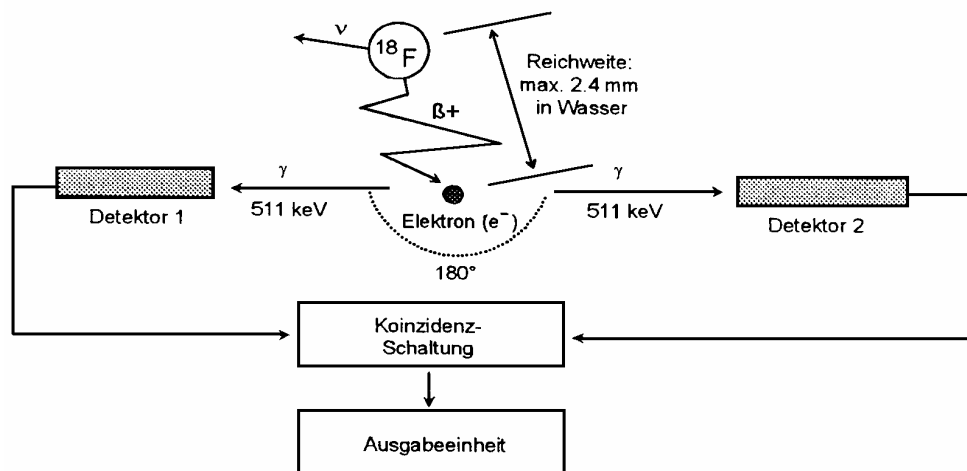 ν
¹⁸F
Reichweite:
max. 2.4 mm
in Wasser
ß+
γ
γ
511 keV
511 keV
Detektor 1
Elektron (e⁻)
Detektor 2
180°
Koinzidenz-
Schaltung
Ausgabeeinheit